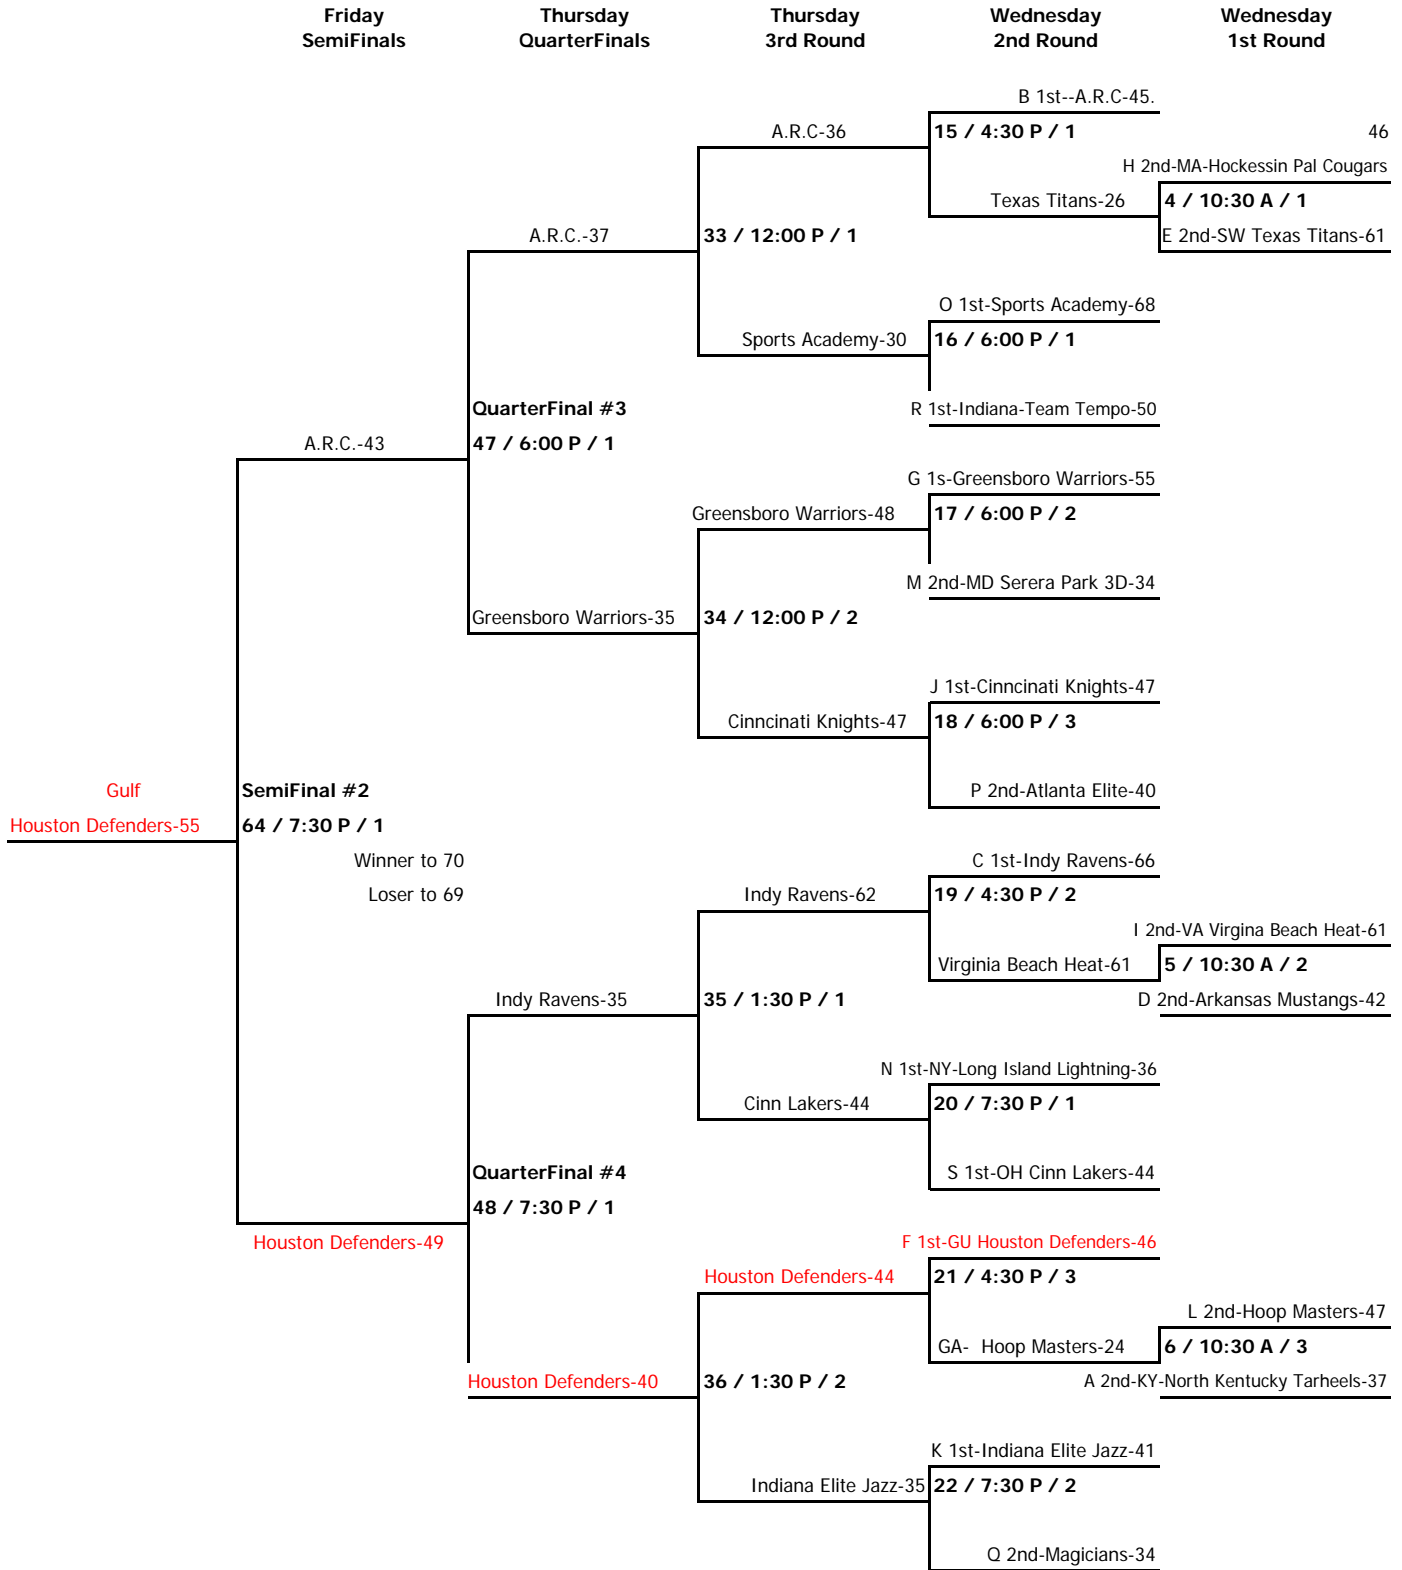 Friday Thursday Thursday Wednesday Wednesday
SemiFinals QuarterFinals 3rd Round 2nd Round 1st Round
B 1st--A.R.C-45.
A.R.C-36 15 / 4:30 P / 1 46
H 2nd-MA-Hockessin Pal Cougars
Texas Titans-26 4 / 10:30 A / 1
A.R.C.-37 33 / 12:00 P / 1 E 2nd-SW Texas Titans-61
O 1st-Sports Academy-68
Sports Academy-30 16 / 6:00 P / 1
QuarterFinal #3 R 1st-Indiana-Team Tempo-50
A.R.C.-43 47 / 6:00 P / 1
G 1s-Greensboro Warriors-55
Greensboro Warriors-48 17 / 6:00 P / 2
M 2nd-MD Serera Park 3D-34
Greensboro Warriors-35 34 / 12:00 P / 2
J 1st-Cinncinati Knights-47
Cinncinati Knights-47 18 / 6:00 P / 3
Gulf SemiFinal #2 P 2nd-Atlanta Elite-40
Houston Defenders-55 64 / 7:30 P / 1
Winner to 70 C 1st-Indy Ravens-66
Loser to 69 Indy Ravens-62 19 / 4:30 P / 2
I 2nd-VA Virgina Beach Heat-61
Virginia Beach Heat-61 5 / 10:30 A / 2
Indy Ravens-35 35 / 1:30 P / 1 D 2nd-Arkansas Mustangs-42
N 1st-NY-Long Island Lightning-36
Cinn Lakers-44 20 / 7:30 P / 1
QuarterFinal #4 S 1st-OH Cinn Lakers-44
48 / 7:30 P / 1
Houston Defenders-49 F 1st-GU Houston Defenders-46
Houston Defenders-44 21 / 4:30 P / 3
L 2nd-Hoop Masters-47
GA- Hoop Masters-24 6 / 10:30 A / 3
Houston Defenders-40 36 / 1:30 P / 2 A 2nd-KY-North Kentucky Tarheels-37
K 1st-Indiana Elite Jazz-41
Indiana Elite Jazz-35 22 / 7:30 P / 2
Q 2nd-Magicians-34